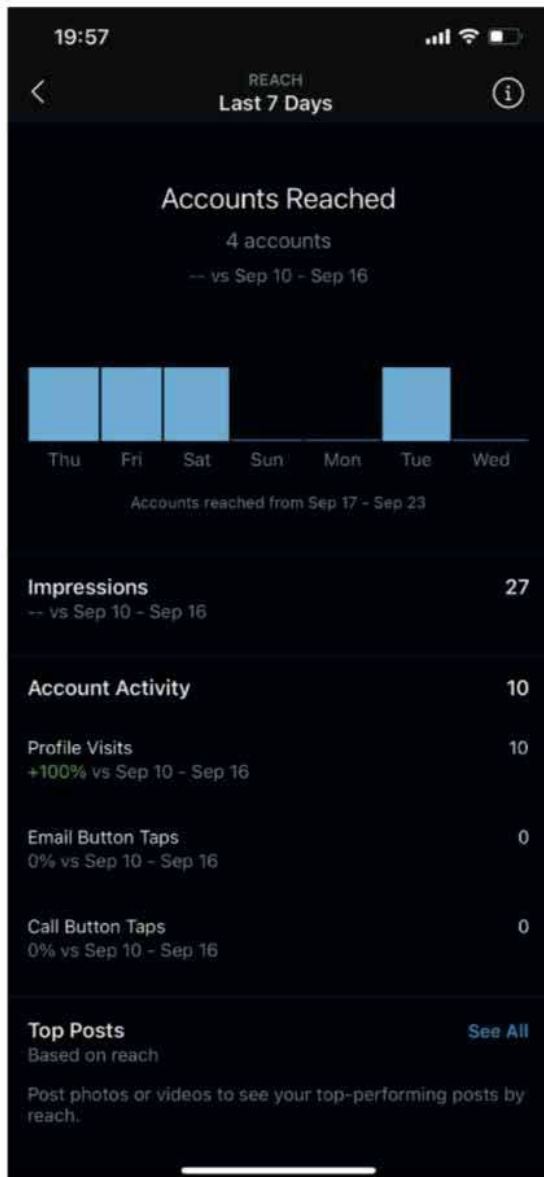 19:57
REACH
Last 7 Days
Accounts Reached
4 accounts
-- vs Sep 10 - Sep 16
Thu Fri Sat Sun Mon Tue Wed
Accounts reached from Sep 17 - Sep 23
Impressions 27
-- vs Sep 10 - Sep 16
Account Activity 10
Profile Visits 10
+100% vs Sep 10 - Sep 16
Email Button Taps 0
0% vs Sep 10 - Sep 16
Call Button Taps 0
0% vs Sep 10 - Sep 16
Top Posts See All
Based on reach
Post photos or videos to see your top-performing posts by
reach.